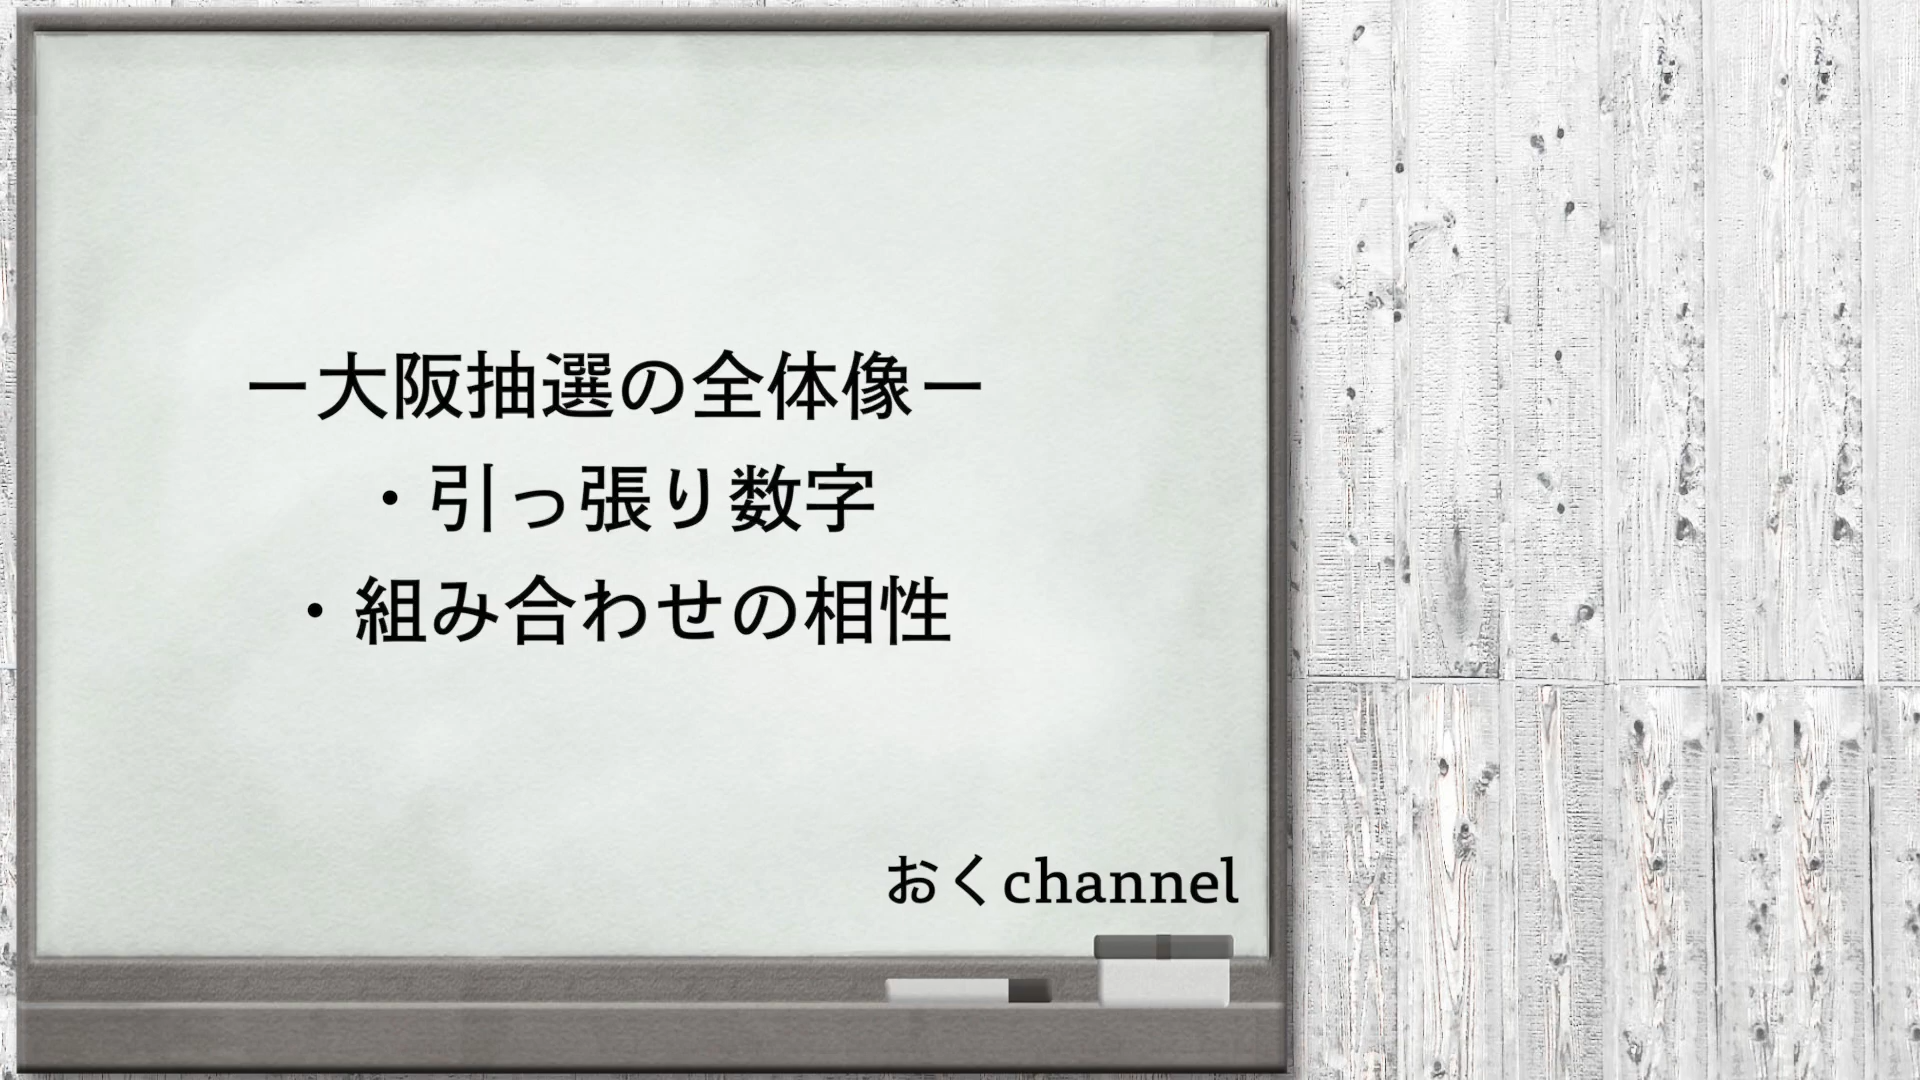 ー大阪抽選の全体像ー
・引っ張り数字
・組み合わせの相性
おくchannel